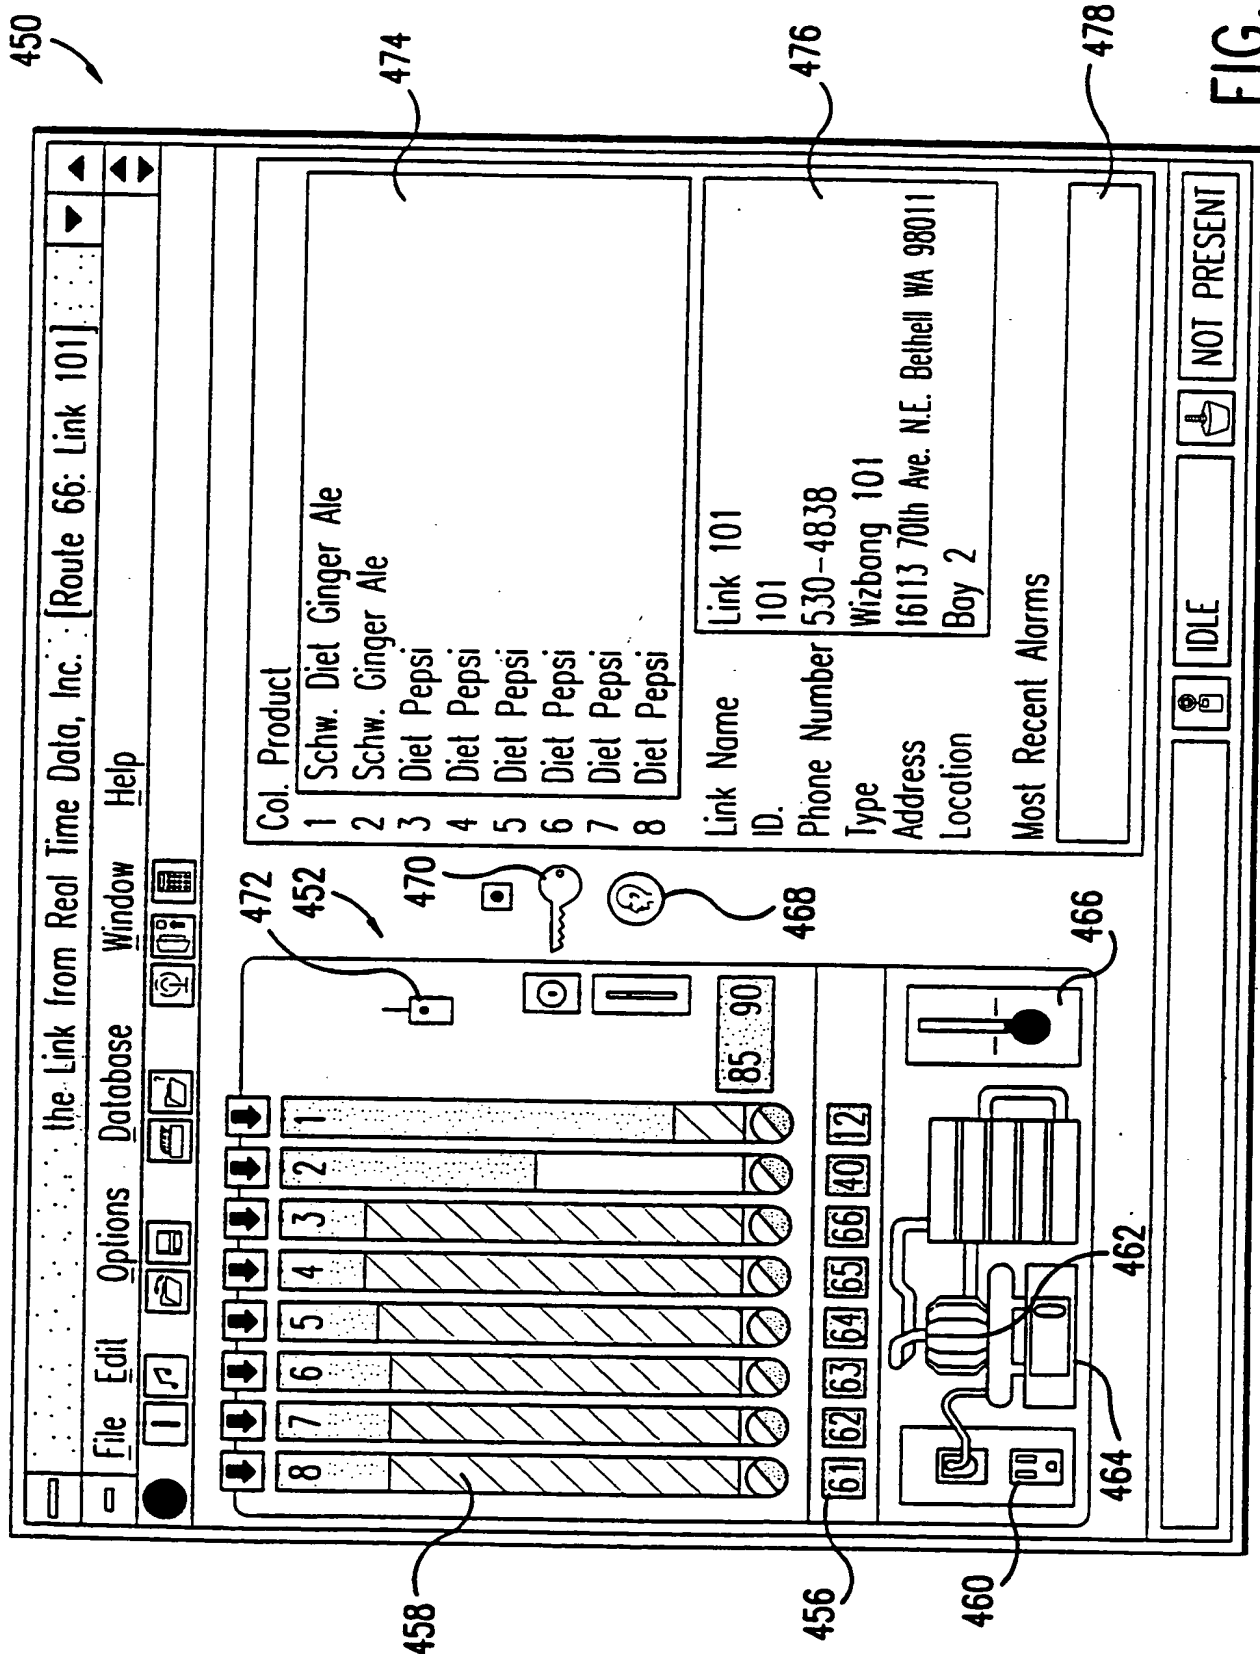 450
the Link from Real Time Data, Inc. [Route 66: Link 101]
File Edit Options Database Window Help
8 7 6 5 4 3 2 1
85 90
61 62 63 64 65 66 40 12
472
452
470
468
466
458
456
460
464
462
Col. Product
1 Schw. Diet Ginger Ale
2 Schw. Ginger Ale
3 Diet Pepsi
4 Diet Pepsi
5 Diet Pepsi
6 Diet Pepsi
7 Diet Pepsi
8 Diet Pepsi
474
Link Name Link 101
ID. 101
Phone Number 530-4838
Type Wizbang 101
Address 16113 70th Ave. N.E. Bethell WA 98011
Location Bay 2
476
Most Recent Alarms
478
IDLE
NOT PRESENT
FIG.